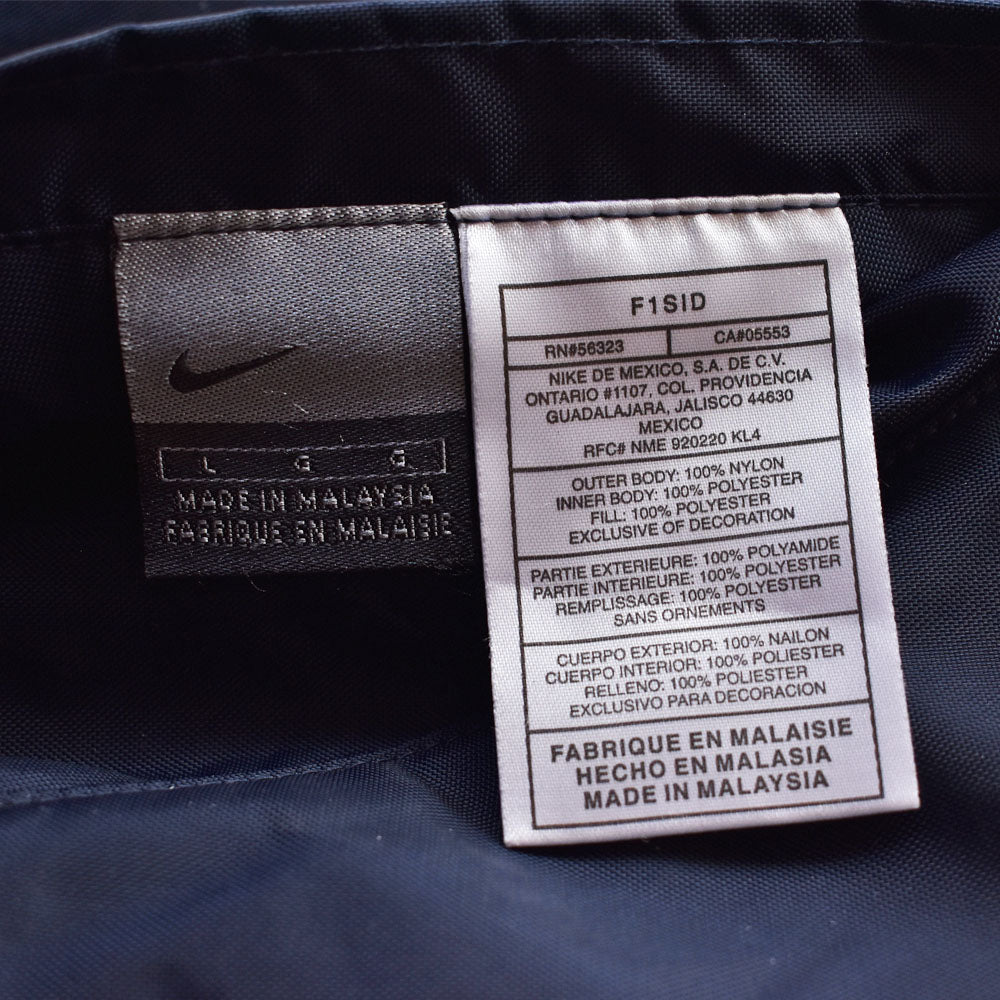 L G G
MADE IN MALAYSIA
FABRIQUE EN MALAISIE
F1SID
RN#56323 CA#05553
NIKE DE MEXICO, S.A. DE C.V.
ONTARIO #1107, COL. PROVIDENCIA
GUADALAJARA, JALISCO 44630
MEXICO
RFC# NME 920220 KL4
OUTER BODY: 100% NYLON
INNER BODY: 100% POLYESTER
FILL: 100% POLYESTER
EXCLUSIVE OF DECORATION
PARTIE EXTERIEURE: 100% POLYAMIDE
PARTIE INTERIEURE: 100% POLYESTER
REMPLISSAGE: 100% POLYESTER
SANS ORNEMENTS
CUERPO EXTERIOR: 100% NAILON
CUERPO INTERIOR: 100% POLIESTER
RELLENO: 100% POLIESTER
EXCLUSIVO PARA DECORACION
FABRIQUE EN MALAISIE
HECHO EN MALASIA
MADE IN MALAYSIA